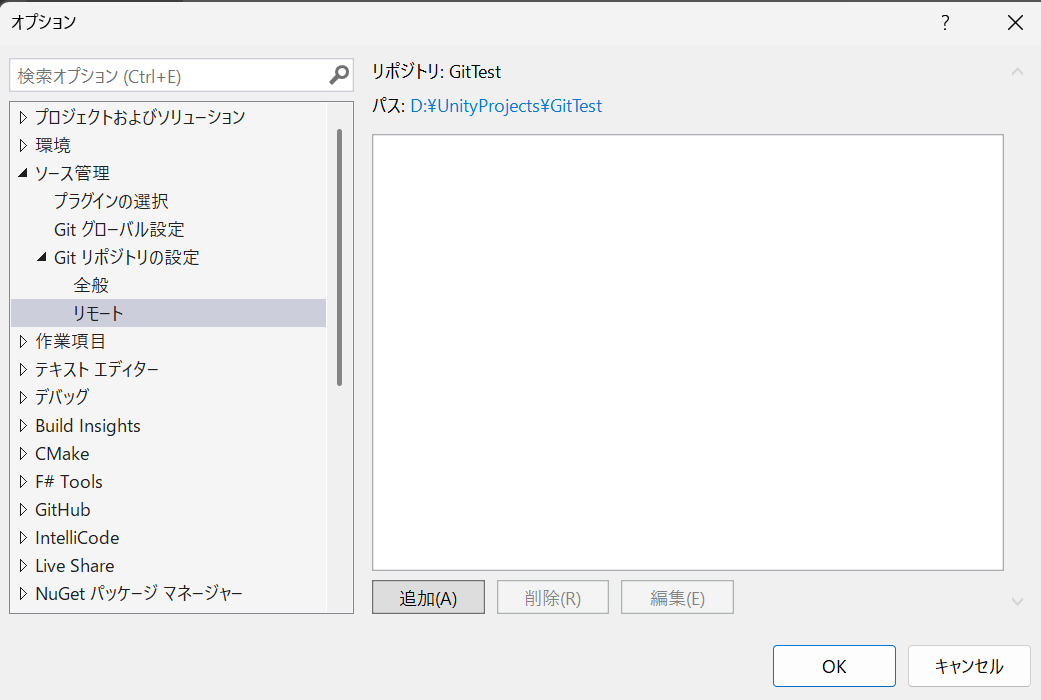 オプション
?
検索オプション (Ctrl+E)
プロジェクトおよびソリューション
環境
ソース管理
プラグインの選択
Git グローバル設定
Git リポジトリの設定
全般
リモート
作業項目
テキスト エディター
デバッグ
Build Insights
CMake
F# Tools
GitHub
IntelliCode
Live Share
NuGet パッケージ マネージャー
リポジトリ: GitTest
パス: D:¥UnityProjects¥GitTest
追加(A) 削除(R) 編集(E)
OK キャンセル